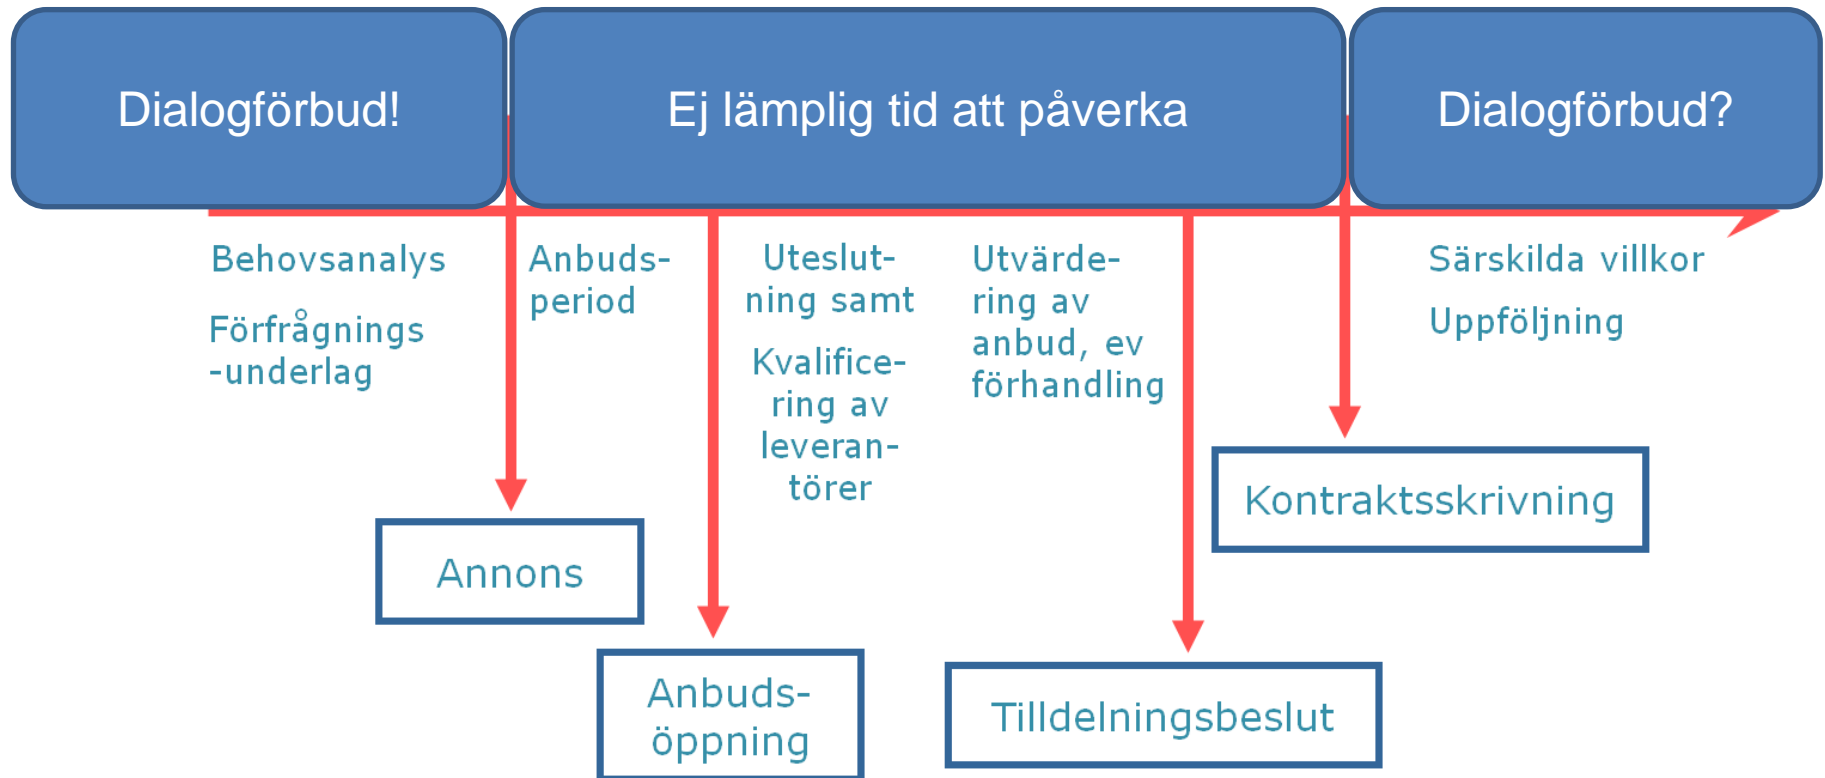 Dialogförbud!
Ej lämplig tid att påverka
Dialogförbud?
Behovsanalys
Förfrågnings
-underlag
Anbuds-
period
Uteslut-
ning samt
Kvalifice-
ring av
leveran-
törer
Utvärde-
ring av
anbud, ev
förhandling
Särskilda villkor
Uppföljning
Annons
Anbuds-
öppning
Tilldelningsbeslut
Kontraktsskrivning